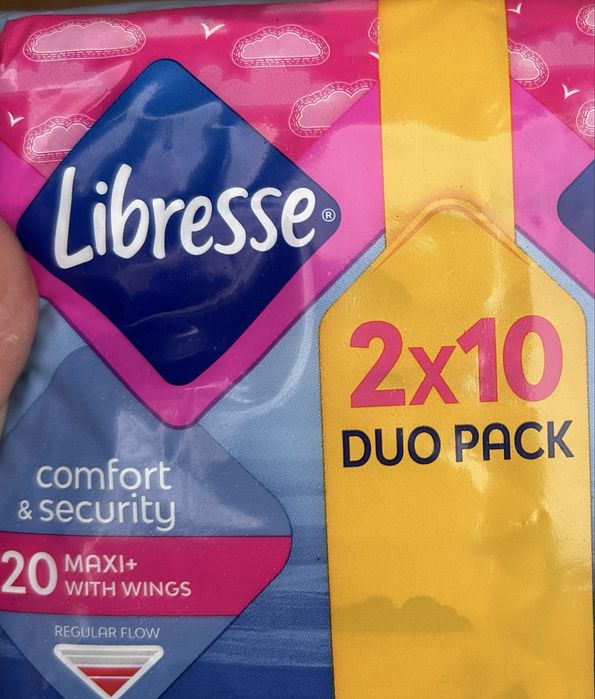 Libresse®
2x10
DUO PACK
comfort
& security
20 MAXI+
WITH WINGS
REGULAR FLOW